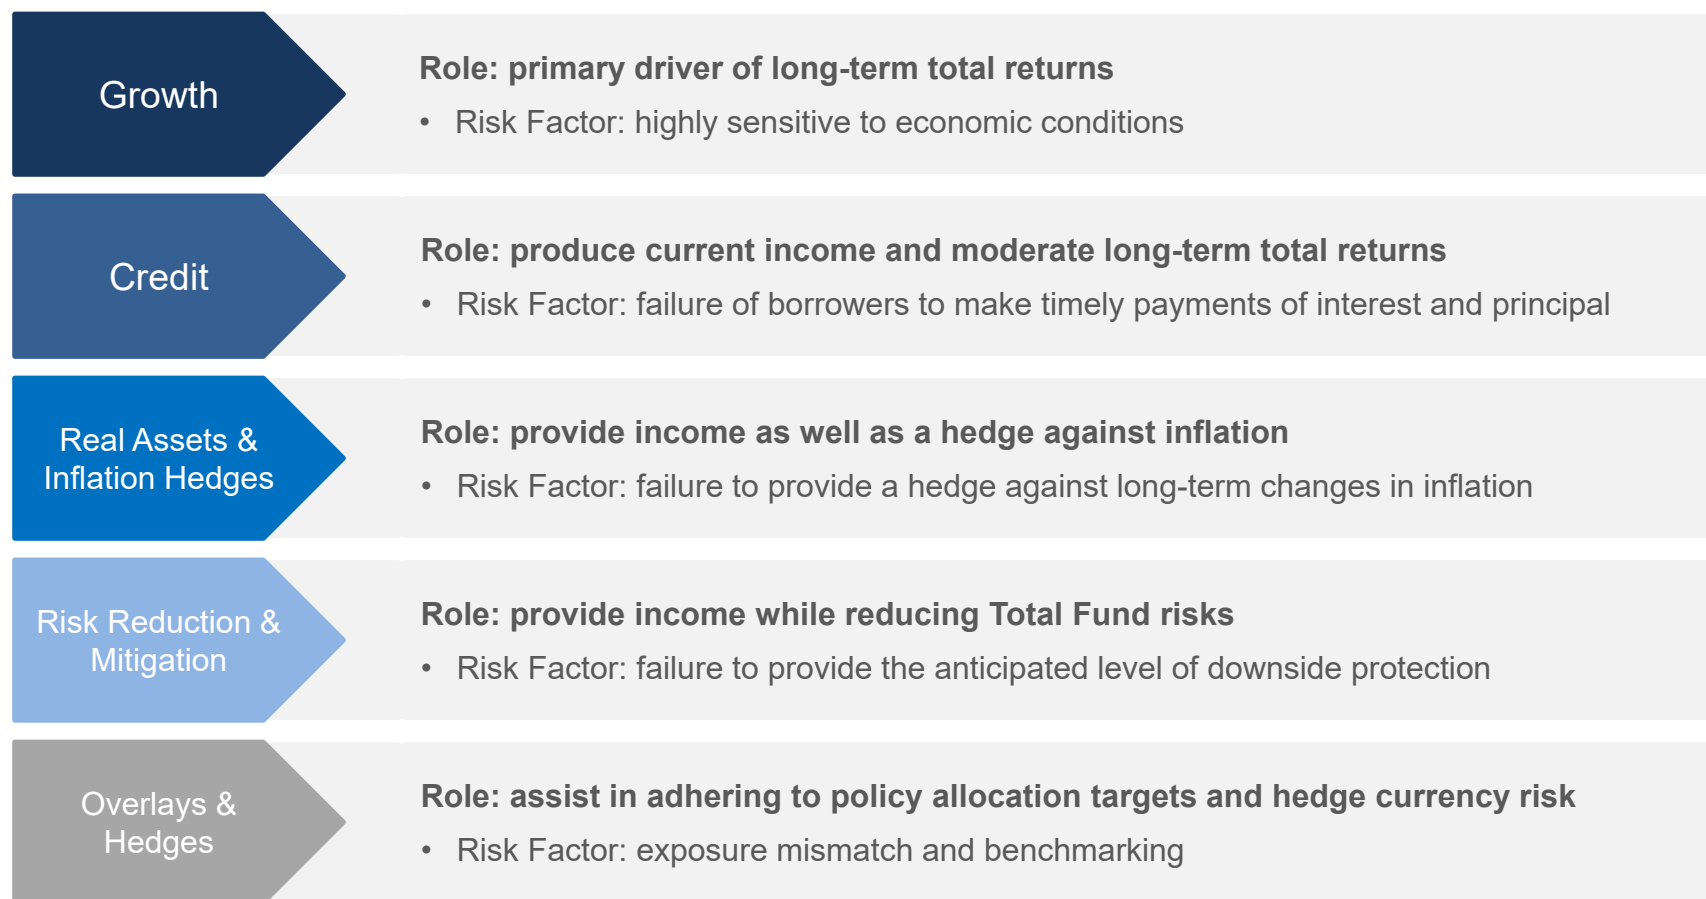 Growth
Role: primary driver of long-term total returns
• Risk Factor: highly sensitive to economic conditions
Credit
Role: produce current income and moderate long-term total returns
• Risk Factor: failure of borrowers to make timely payments of interest and principal
Real Assets &
Inflation Hedges
Role: provide income as well as a hedge against inflation
• Risk Factor: failure to provide a hedge against long-term changes in inflation
Risk Reduction &
Mitigation
Role: provide income while reducing Total Fund risks
• Risk Factor: failure to provide the anticipated level of downside protection
Overlays &
Hedges
Role: assist in adhering to policy allocation targets and hedge currency risk
• Risk Factor: exposure mismatch and benchmarking